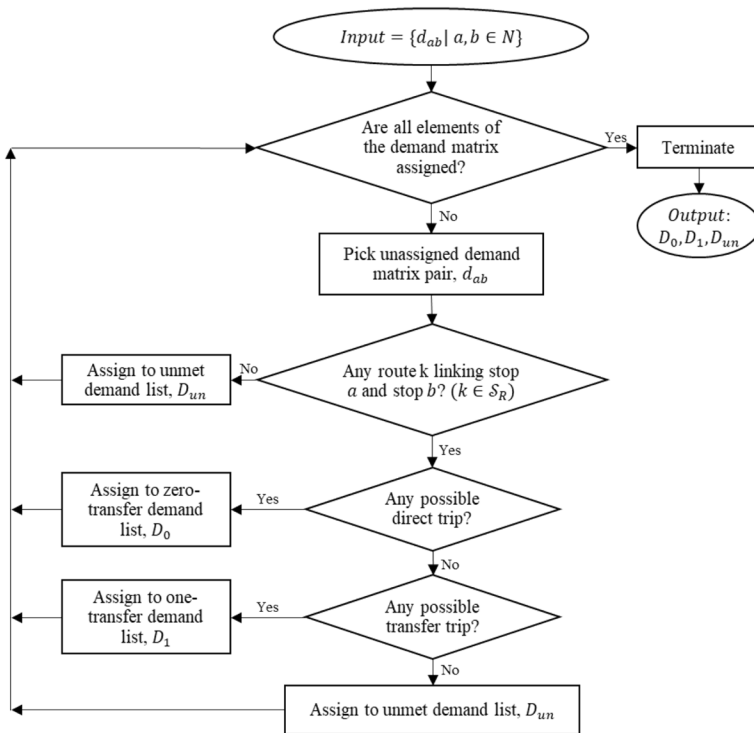 Input = {d_ab| a, b ∈ N}
Are all elements of
the demand matrix
assigned?
Yes
Terminate
Output:
D_0, D_1, D_un
No
Pick unassigned demand
matrix pair, d_ab
Any route k linking stop
a and stop b? (k ∈ S_R)
No
Assign to unmet
demand list, D_un
Yes
Any possible
direct trip?
Yes
Assign to zero-
transfer demand
list, D_0
No
Any possible
transfer trip?
Yes
Assign to one-
transfer demand
list, D_1
No
Assign to unmet demand list, D_un